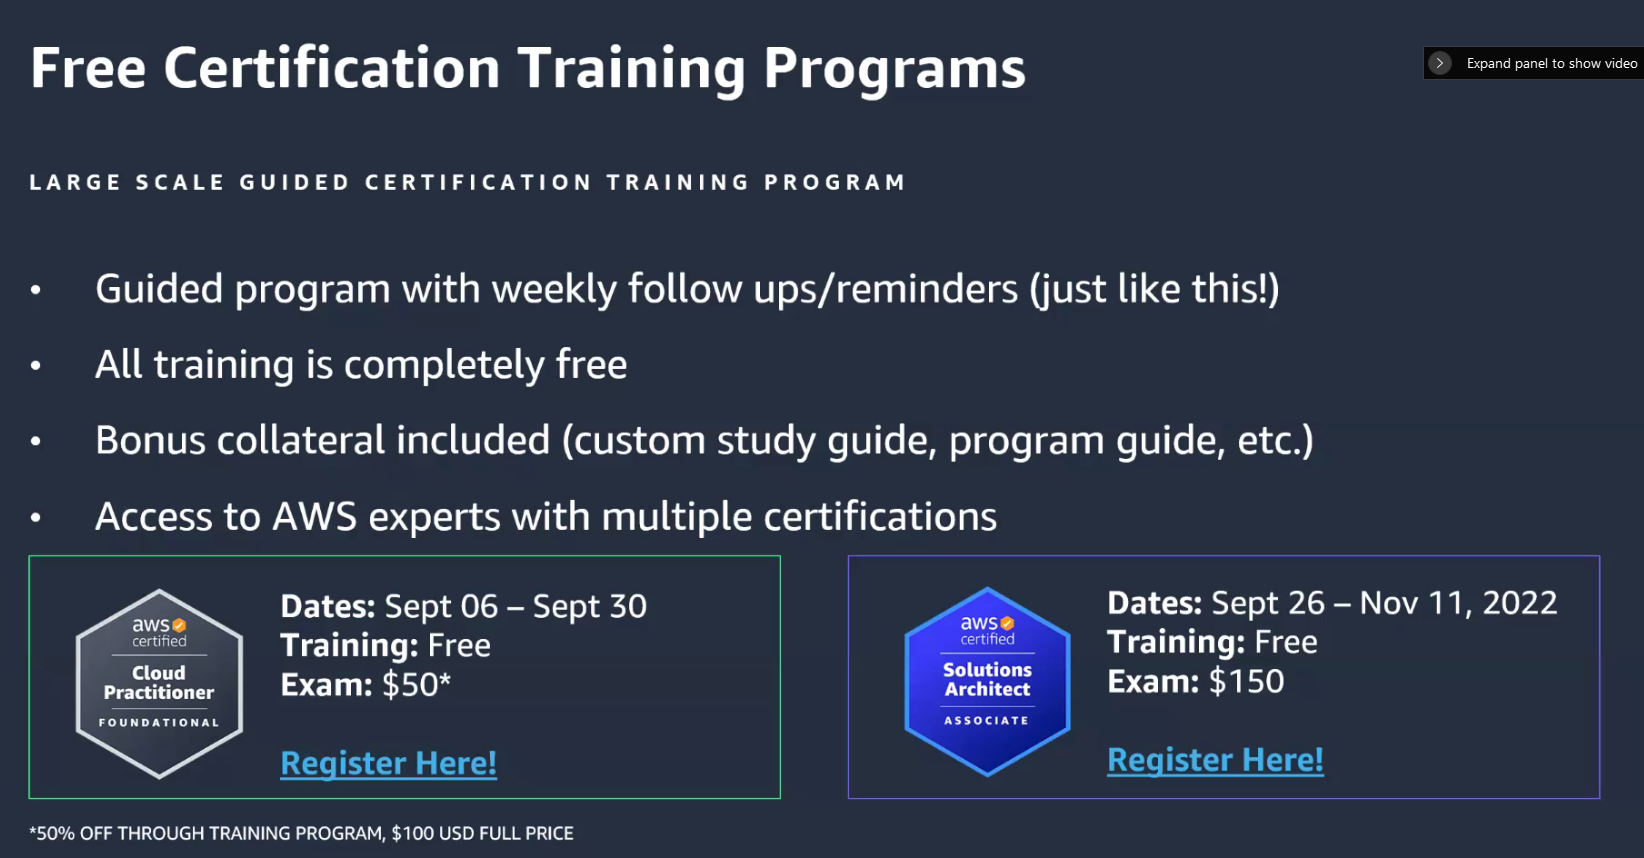 Free Certification Training Programs
Expand panel to show video
LARGE SCALE GUIDED CERTIFICATION TRAINING PROGRAM
• Guided program with weekly follow ups/reminders (just like this!)
• All training is completely free
• Bonus collateral included (custom study guide, program guide, etc.)
• Access to AWS experts with multiple certifications
aws
certified
Cloud
Practitioner
FOUNDATIONAL
Dates: Sept 06 – Sept 30
Training: Free
Exam: $50*
Register Here!
aws
certified
Solutions
Architect
ASSOCIATE
Dates: Sept 26 – Nov 11, 2022
Training: Free
Exam: $150
Register Here!
*50% OFF THROUGH TRAINING PROGRAM, $100 USD FULL PRICE